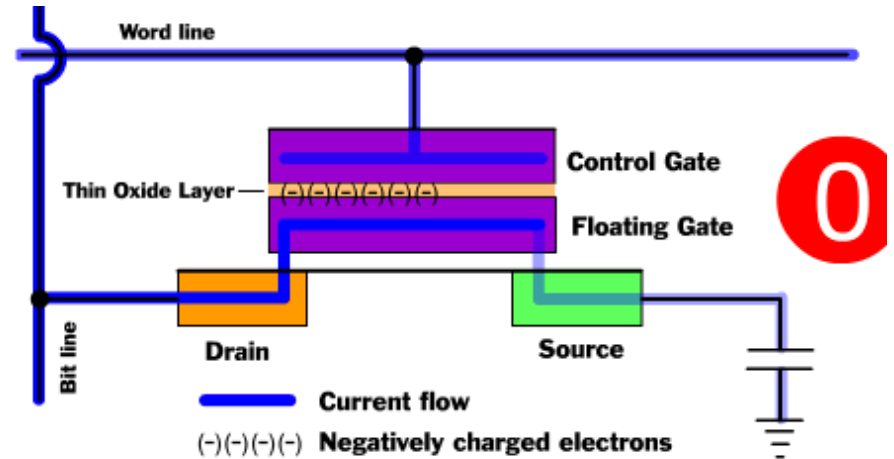 Word line
Control Gate
Thin Oxide Layer
(-)(-)(-)(-)(-)(-)
Floating Gate
0
Drain
Source
Bit line
Current flow
(-)(-)(-)(-) Negatively charged electrons